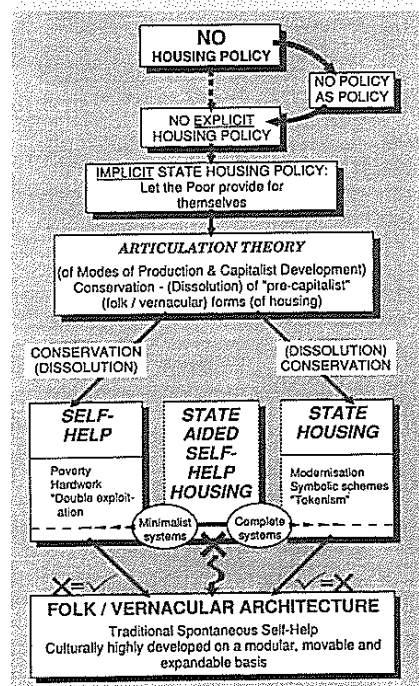 NO
HOUSING POLICY
NO POLICY
AS POLICY
NO EXPLICIT
HOUSING POLICY
IMPLICIT STATE HOUSING POLICY:
Let the Poor provide for
themselves
ARTICULATION THEORY
(of Modes of Production & Capitalist Development)
Conservation - (Dissolution) of "pre-capitalist"
(folk / vernacular) forms (of housing)
CONSERVATION
(DISSOLUTION)
(DISSOLUTION)
CONSERVATION
SELF-
HELP
Poverty
Hardwork
"Double exploit-
ation
STATE
AIDED
SELF-
HELP
HOUSING
STATE
HOUSING
Modernisation
Symbolic schemes
"Tokenism"
Minimalist
systems
Complete
systems
X=✓
✓=X
FOLK / VERNACULAR ARCHITECTURE
Traditional Spontaneous Self-Help
Culturally highly developed on a modular, movable and
expandable basis